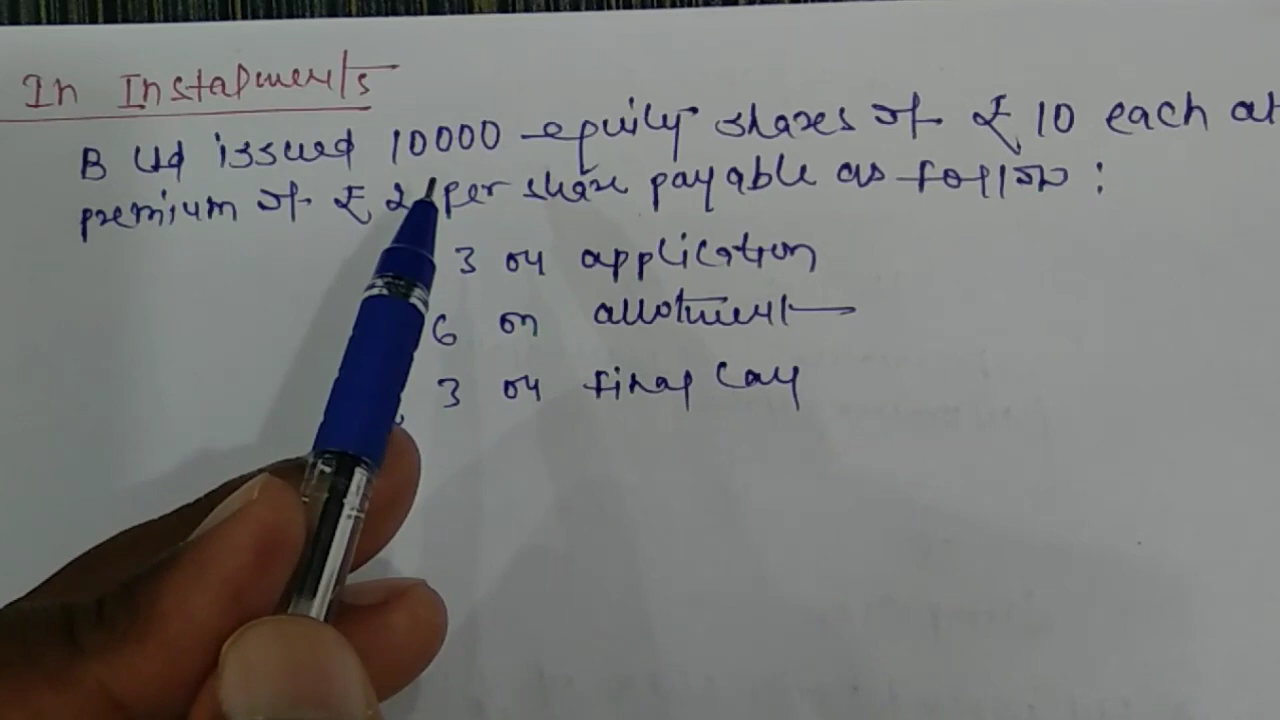 In Instalments
B Ltd issued 10000 equity shares of ₹ 10 each at
premium of ₹ 2 per share payable as follow :
3 on application
6 on allotment
3 on final call